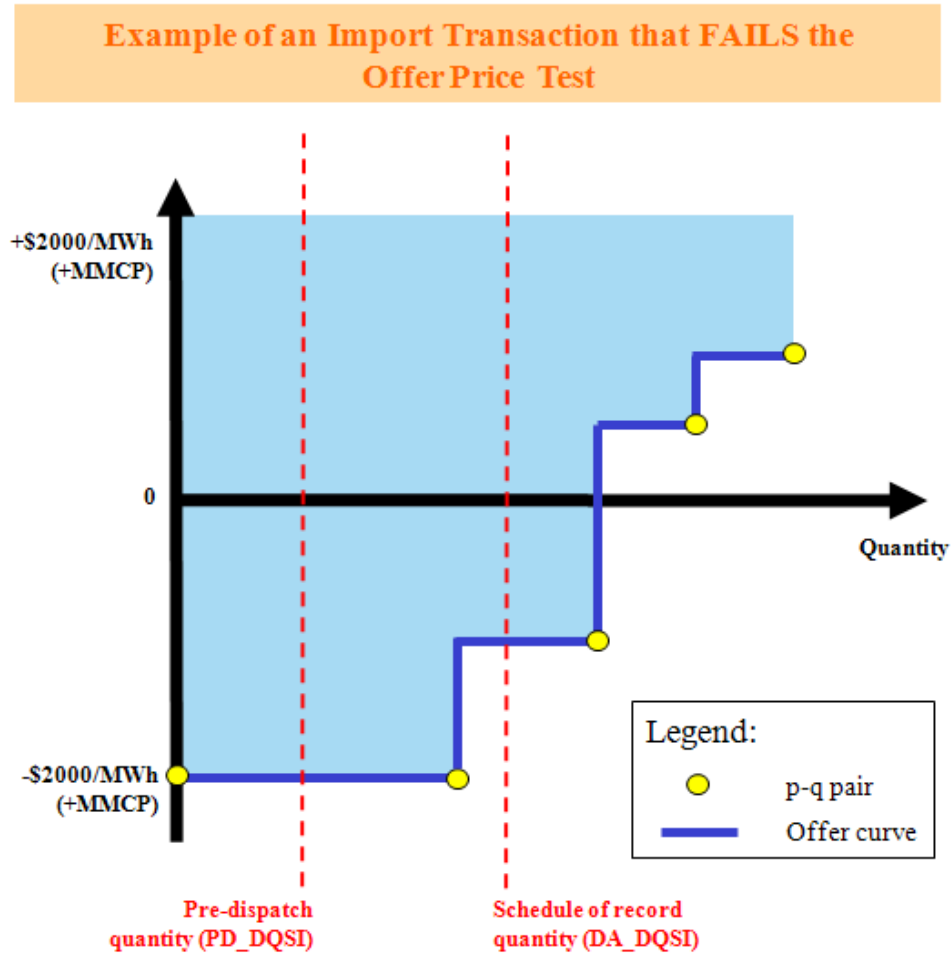 Example of an Import Transaction that FAILS the
Offer Price Test
+$2000/MWh
(+MMCP)
0
Quantity
-$2000/MWh
(+MMCP)
Legend:
p-q pair
Offer curve
Pre-dispatch
quantity (PD_DQSI)
Schedule of record
quantity (DA_DQSI)